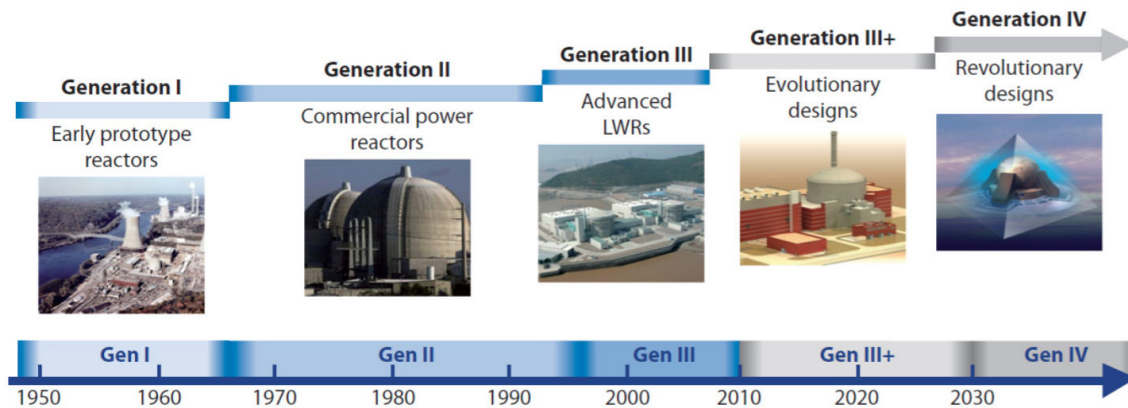 Generation I
Early prototype
reactors
Generation II
Commercial power
reactors
Generation III
Advanced
LWRs
Generation III+
Evolutionary
designs
Generation IV
Revolutionary
designs
Gen I
Gen II
Gen III
Gen III+
Gen IV
1950
1960
1970
1980
1990
2000
2010
2020
2030